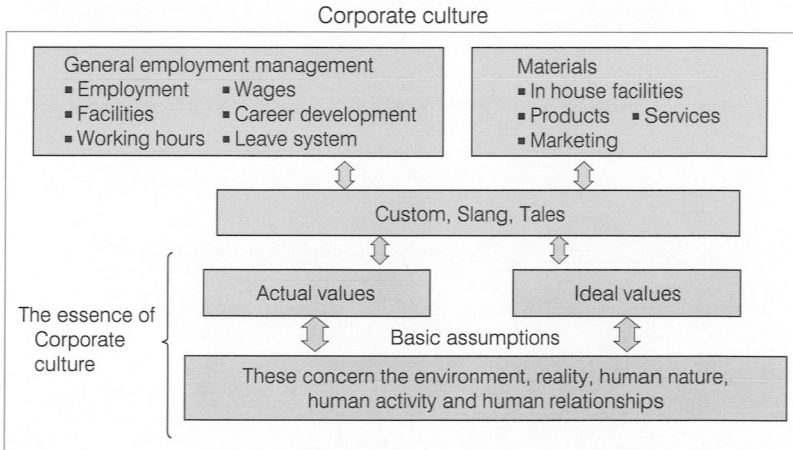 Corporate culture
General employment management
▪ Employment ▪ Wages
▪ Facilities ▪ Career development
▪ Working hours ▪ Leave system
Materials
▪ In house facilities
▪ Products ▪ Services
▪ Marketing
Custom, Slang, Tales
Actual values
Ideal values
The essence of
Corporate
culture
Basic assumptions
These concern the environment, reality, human nature,
human activity and human relationships